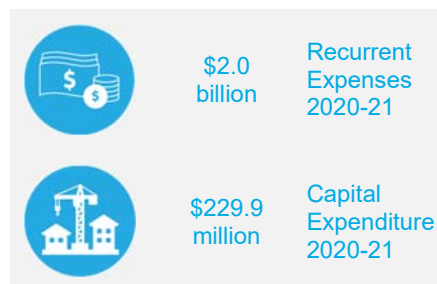 $
$
$2.0
billion
Recurrent
Expenses
2020-21
$229.9
million
Capital
Expenditure
2020-21